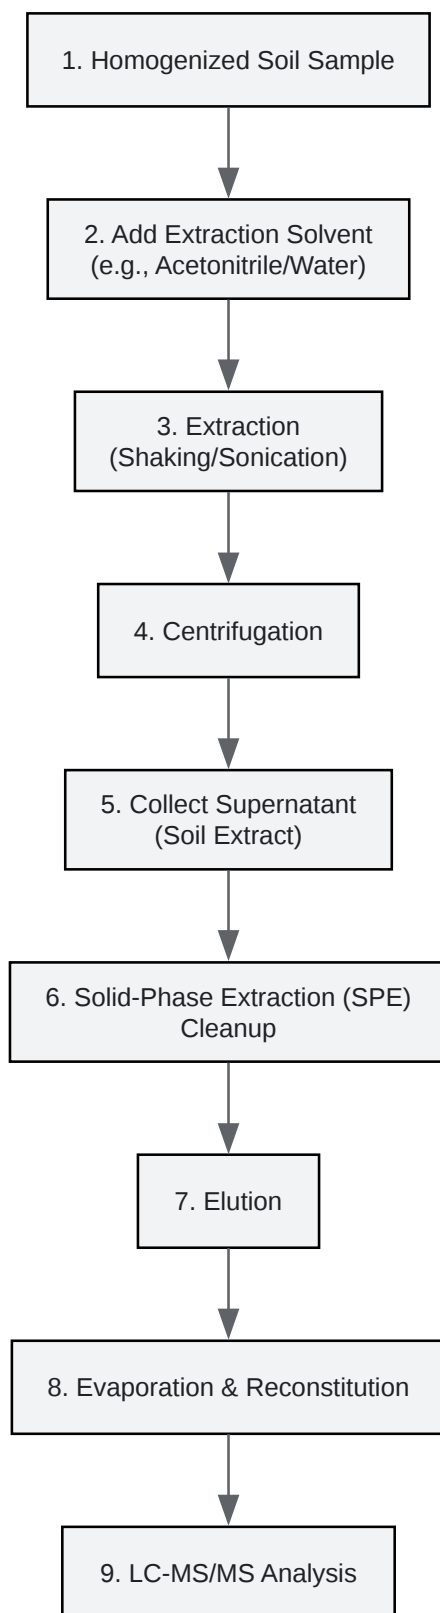 1. Homogenized Soil Sample
2. Add Extraction Solvent
(e.g., Acetonitrile/Water)
3. Extraction
(Shaking/Sonication)
4. Centrifugation
5. Collect Supernatant
(Soil Extract)
6. Solid-Phase Extraction (SPE)
Cleanup
7. Elution
8. Evaporation & Reconstitution
9. LC-MS/MS Analysis